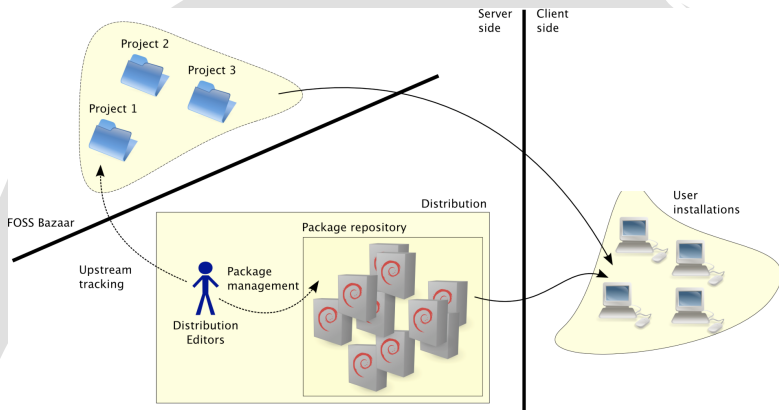 Server
side
Client
side
Project 2
Project 3
Project 1
FOSS Bazaar
Distribution
Package repository
User
installations
Upstream
tracking
Package
management
Distribution
Editors